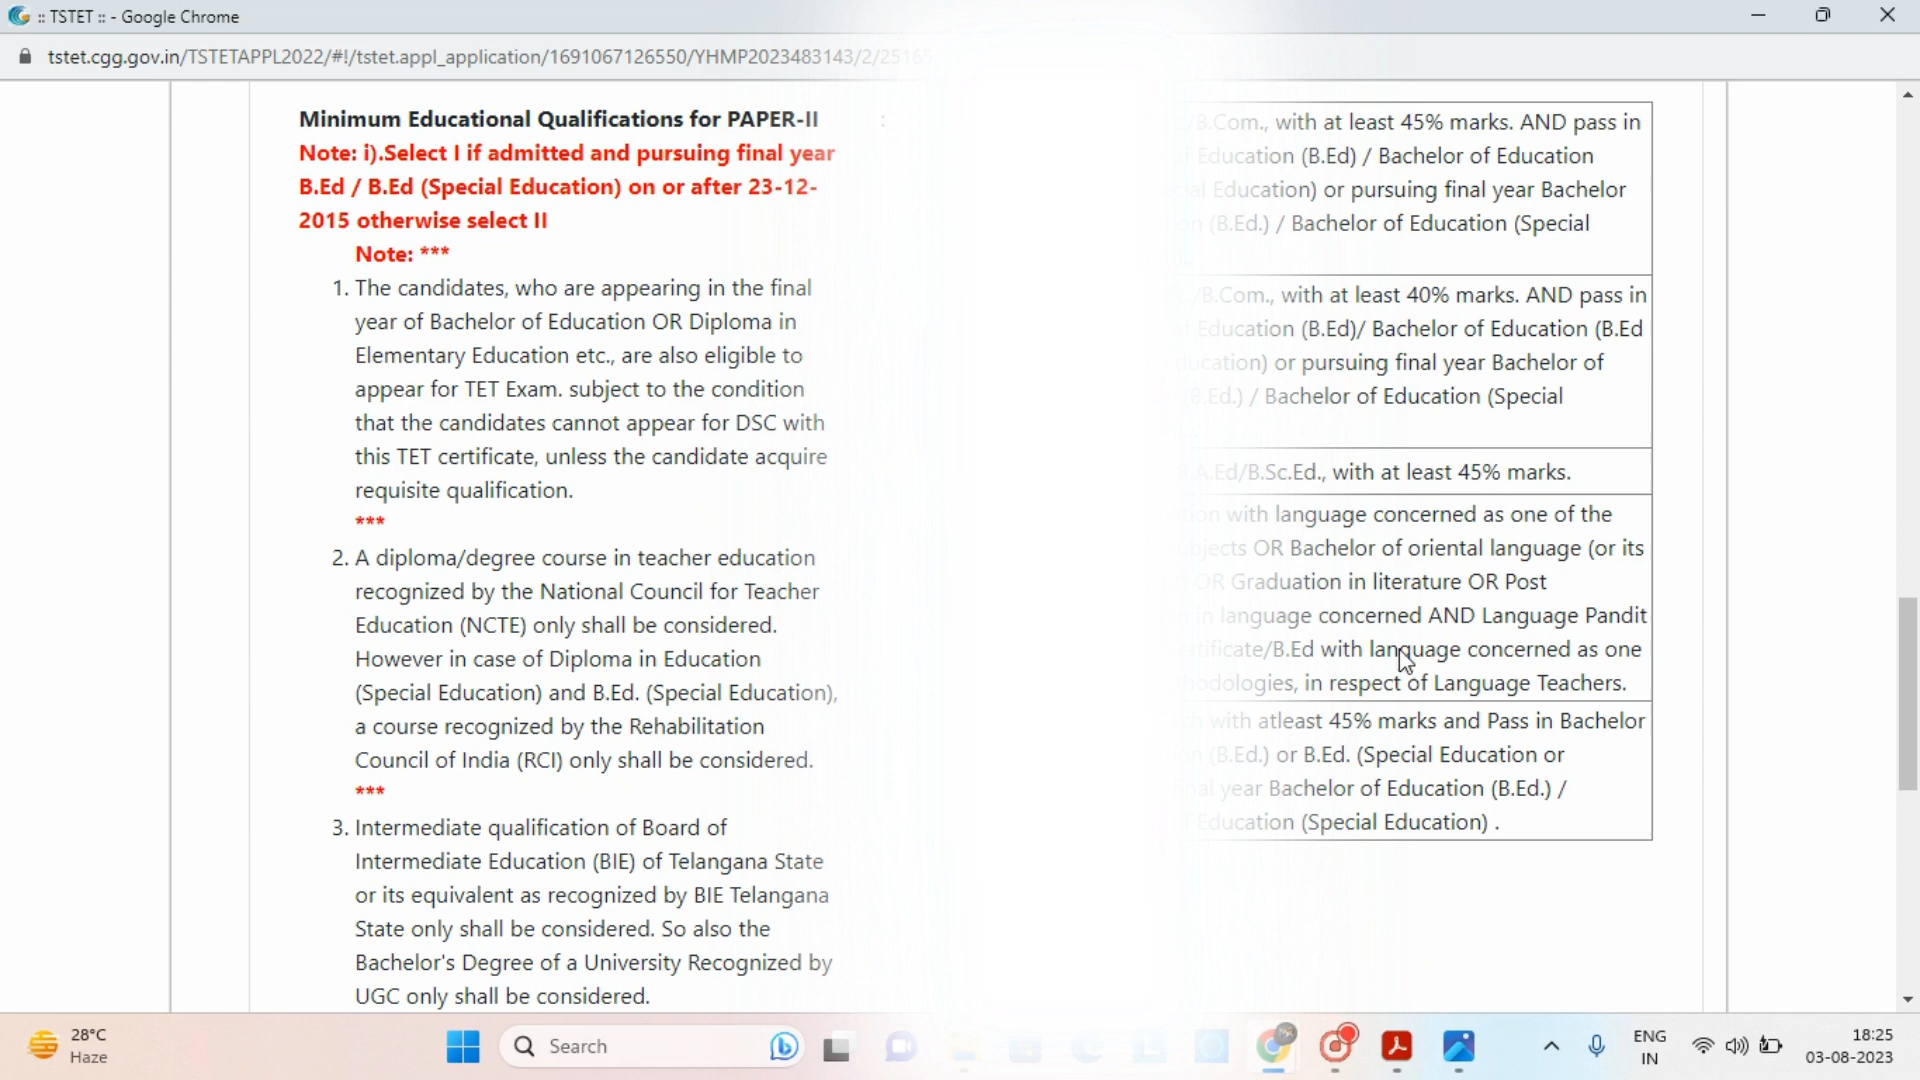 :: TSTET :: - Google Chrome
tstet.cgg.gov.in/TSTETAPPL2022/#!/tstet.appl_application/1691067126550/YHMP2023483143/2/25165
Minimum Educational Qualifications for PAPER-II :
Note: i).Select I if admitted and pursuing final year
B.Ed / B.Ed (Special Education) on or after 23-12-
2015 otherwise select II
Note: ***
1. The candidates, who are appearing in the final
year of Bachelor of Education OR Diploma in
Elementary Education etc., are also eligible to
appear for TET Exam. subject to the condition
that the candidates cannot appear for DSC with
this TET certificate, unless the candidate acquire
requisite qualification.
***
2. A diploma/degree course in teacher education
recognized by the National Council for Teacher
Education (NCTE) only shall be considered.
However in case of Diploma in Education
(Special Education) and B.Ed. (Special Education),
a course recognized by the Rehabilitation
Council of India (RCI) only shall be considered.
***
3. Intermediate qualification of Board of
Intermediate Education (BIE) of Telangana State
or its equivalent as recognized by BIE Telangana
State only shall be considered. So also the
Bachelor's Degree of a University Recognized by
UGC only shall be considered.
/B.Com., with at least 45% marks. AND pass in
Education (B.Ed) / Bachelor of Education
Education) or pursuing final year Bachelor
(B.Ed.) / Bachelor of Education (Special
/B.Com., with at least 40% marks. AND pass in
Education (B.Ed)/ Bachelor of Education (B.Ed
or pursuing final year Bachelor of
(B.Ed.) / Bachelor of Education (Special
B.A.Ed/B.Sc.Ed., with at least 45% marks.
with language concerned as one of the
OR Bachelor of oriental language (or its
OR Graduation in literature OR Post
in language concerned AND Language Pandit
/B.Ed with language concerned as one
in respect of Language Teachers.
with atleast 45% marks and Pass in Bachelor
(B.Ed.) or B.Ed. (Special Education or
year Bachelor of Education (B.Ed.) /
Education (Special Education) .
28°C
Haze
Search
ENG
IN
18:25
03-08-2023